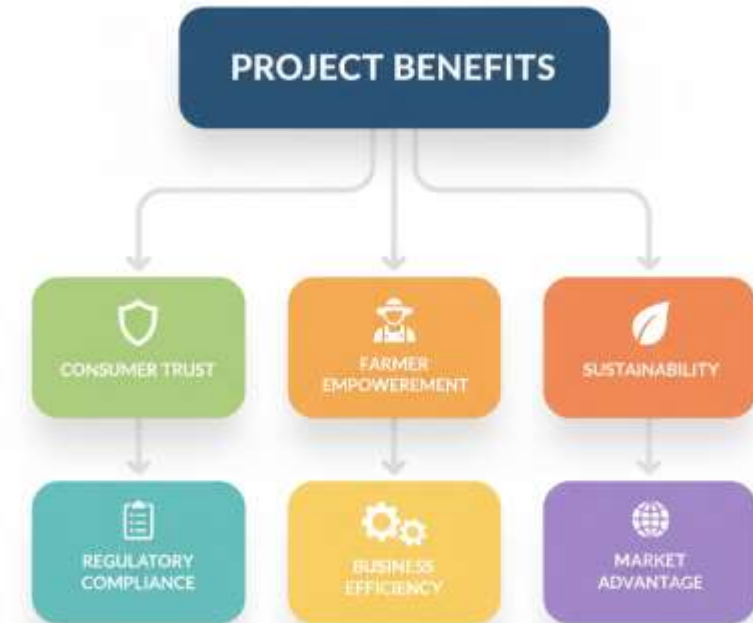 PROJECT BENEFITS
CONSUMER TRUST
FARMER
EMPOWEREMENT
SUSTAINABILITY
REGULATORY
COMPLIANCE
BUSINESS
EFFICIENCY
MARKET
ADVANTAGE